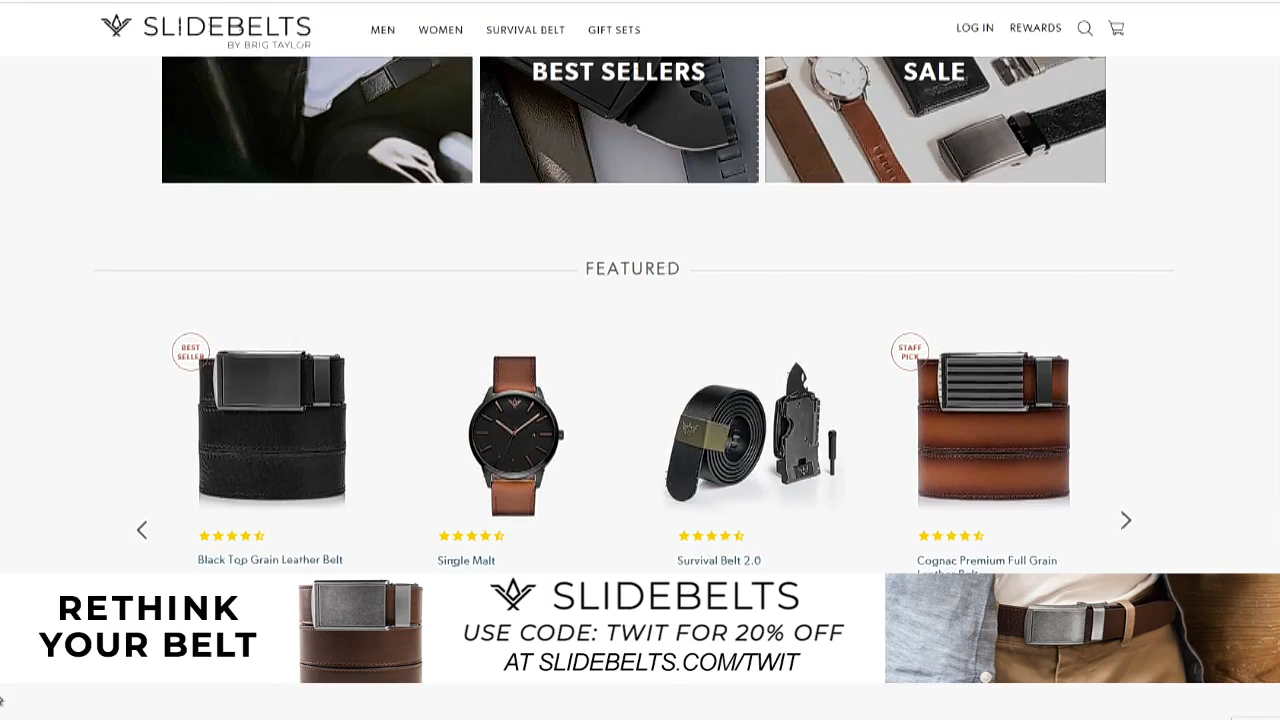 SLIDEBELTS
BY BRIG TAYLOR
MEN WOMEN SURVIVAL BELT GIFT SETS
LOG IN REWARDS
BEST SELLERS
SALE
FEATURED
BEST
SELLER
STAFF
PICK
Black Top Grain Leather Belt
Single Malt
Survival Belt 2.0
Cognac Premium Full Grain
Leather Belt
RETHINK
YOUR BELT
SLIDEBELTS
USE CODE: TWIT FOR 20% OFF
AT SLIDEBELTS.COM/TWIT